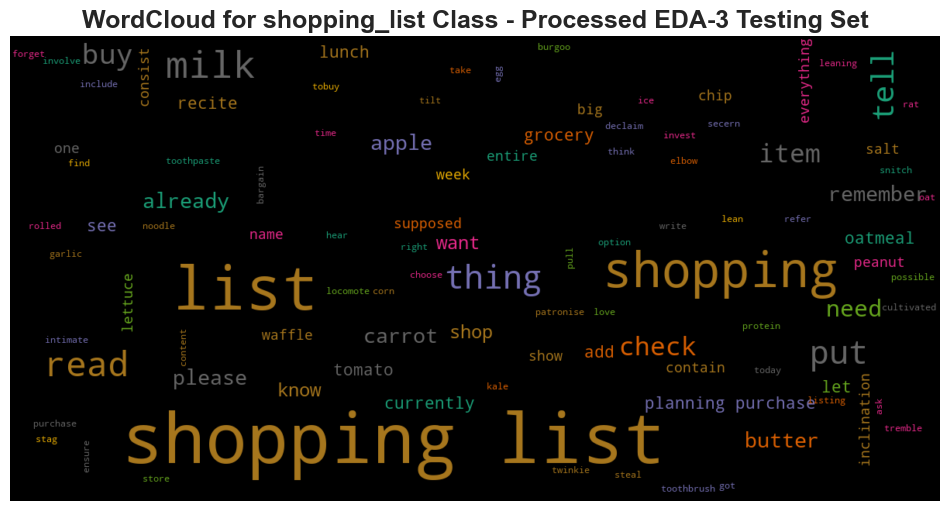 WordCloud for shopping_list Class - Processed EDA-3 Testing Set
forget
involve
include
buy
consist
milk
recite
lunch
tobuy
take
tilt
egg
burgoo
big
ice
chip
everything
leaning
tell
rat
one
find
toothpaste
time
apple
bargain
entire
grocery
declaim
think
invest
secern
elbow
item
salt
snitch
remember
oat
already
week
rolled
see
noodle
name
hear
supposed
right
want
option
write
lean
refer
oatmeal
garlic
lettuce
list
choose
thing
pull
shopping
peanut
possible
locomote
corn
patronise
love
protein
need
cultivated
intimate
content
waffle
carrot
shop
show
add
check
contain
today
put
read
please
know
tomato
kale
let
inclination
currently
planning purchase
listing
ask
tremble
purchase
stag
ensure
store
shopping list
twinkie
steal
butter
toothbrush
got